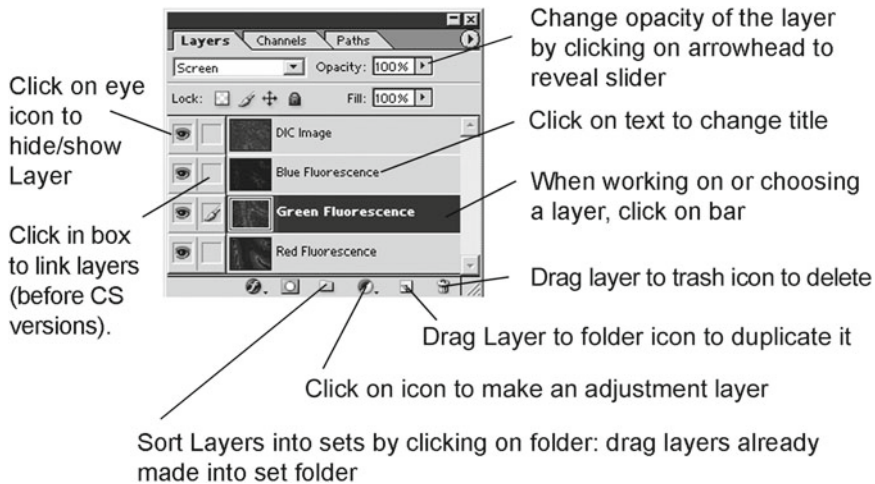 Change opacity of the layer
by clicking on arrowhead to
reveal slider
Layers Channels Paths
Screen Opacity: 100%
Lock: Fill: 100%
Click on eye
icon to
hide/show
Layer
DIC Image
Click on text to change title
Blue Fluorescence
When working on or choosing
a layer, click on bar
Green Fluorescence
Click in box
to link layers
(before CS
versions).
Red Fluorescence
Drag layer to trash icon to delete
Drag Layer to folder icon to duplicate it
Click on icon to make an adjustment layer
Sort Layers into sets by clicking on folder: drag layers already
made into set folder